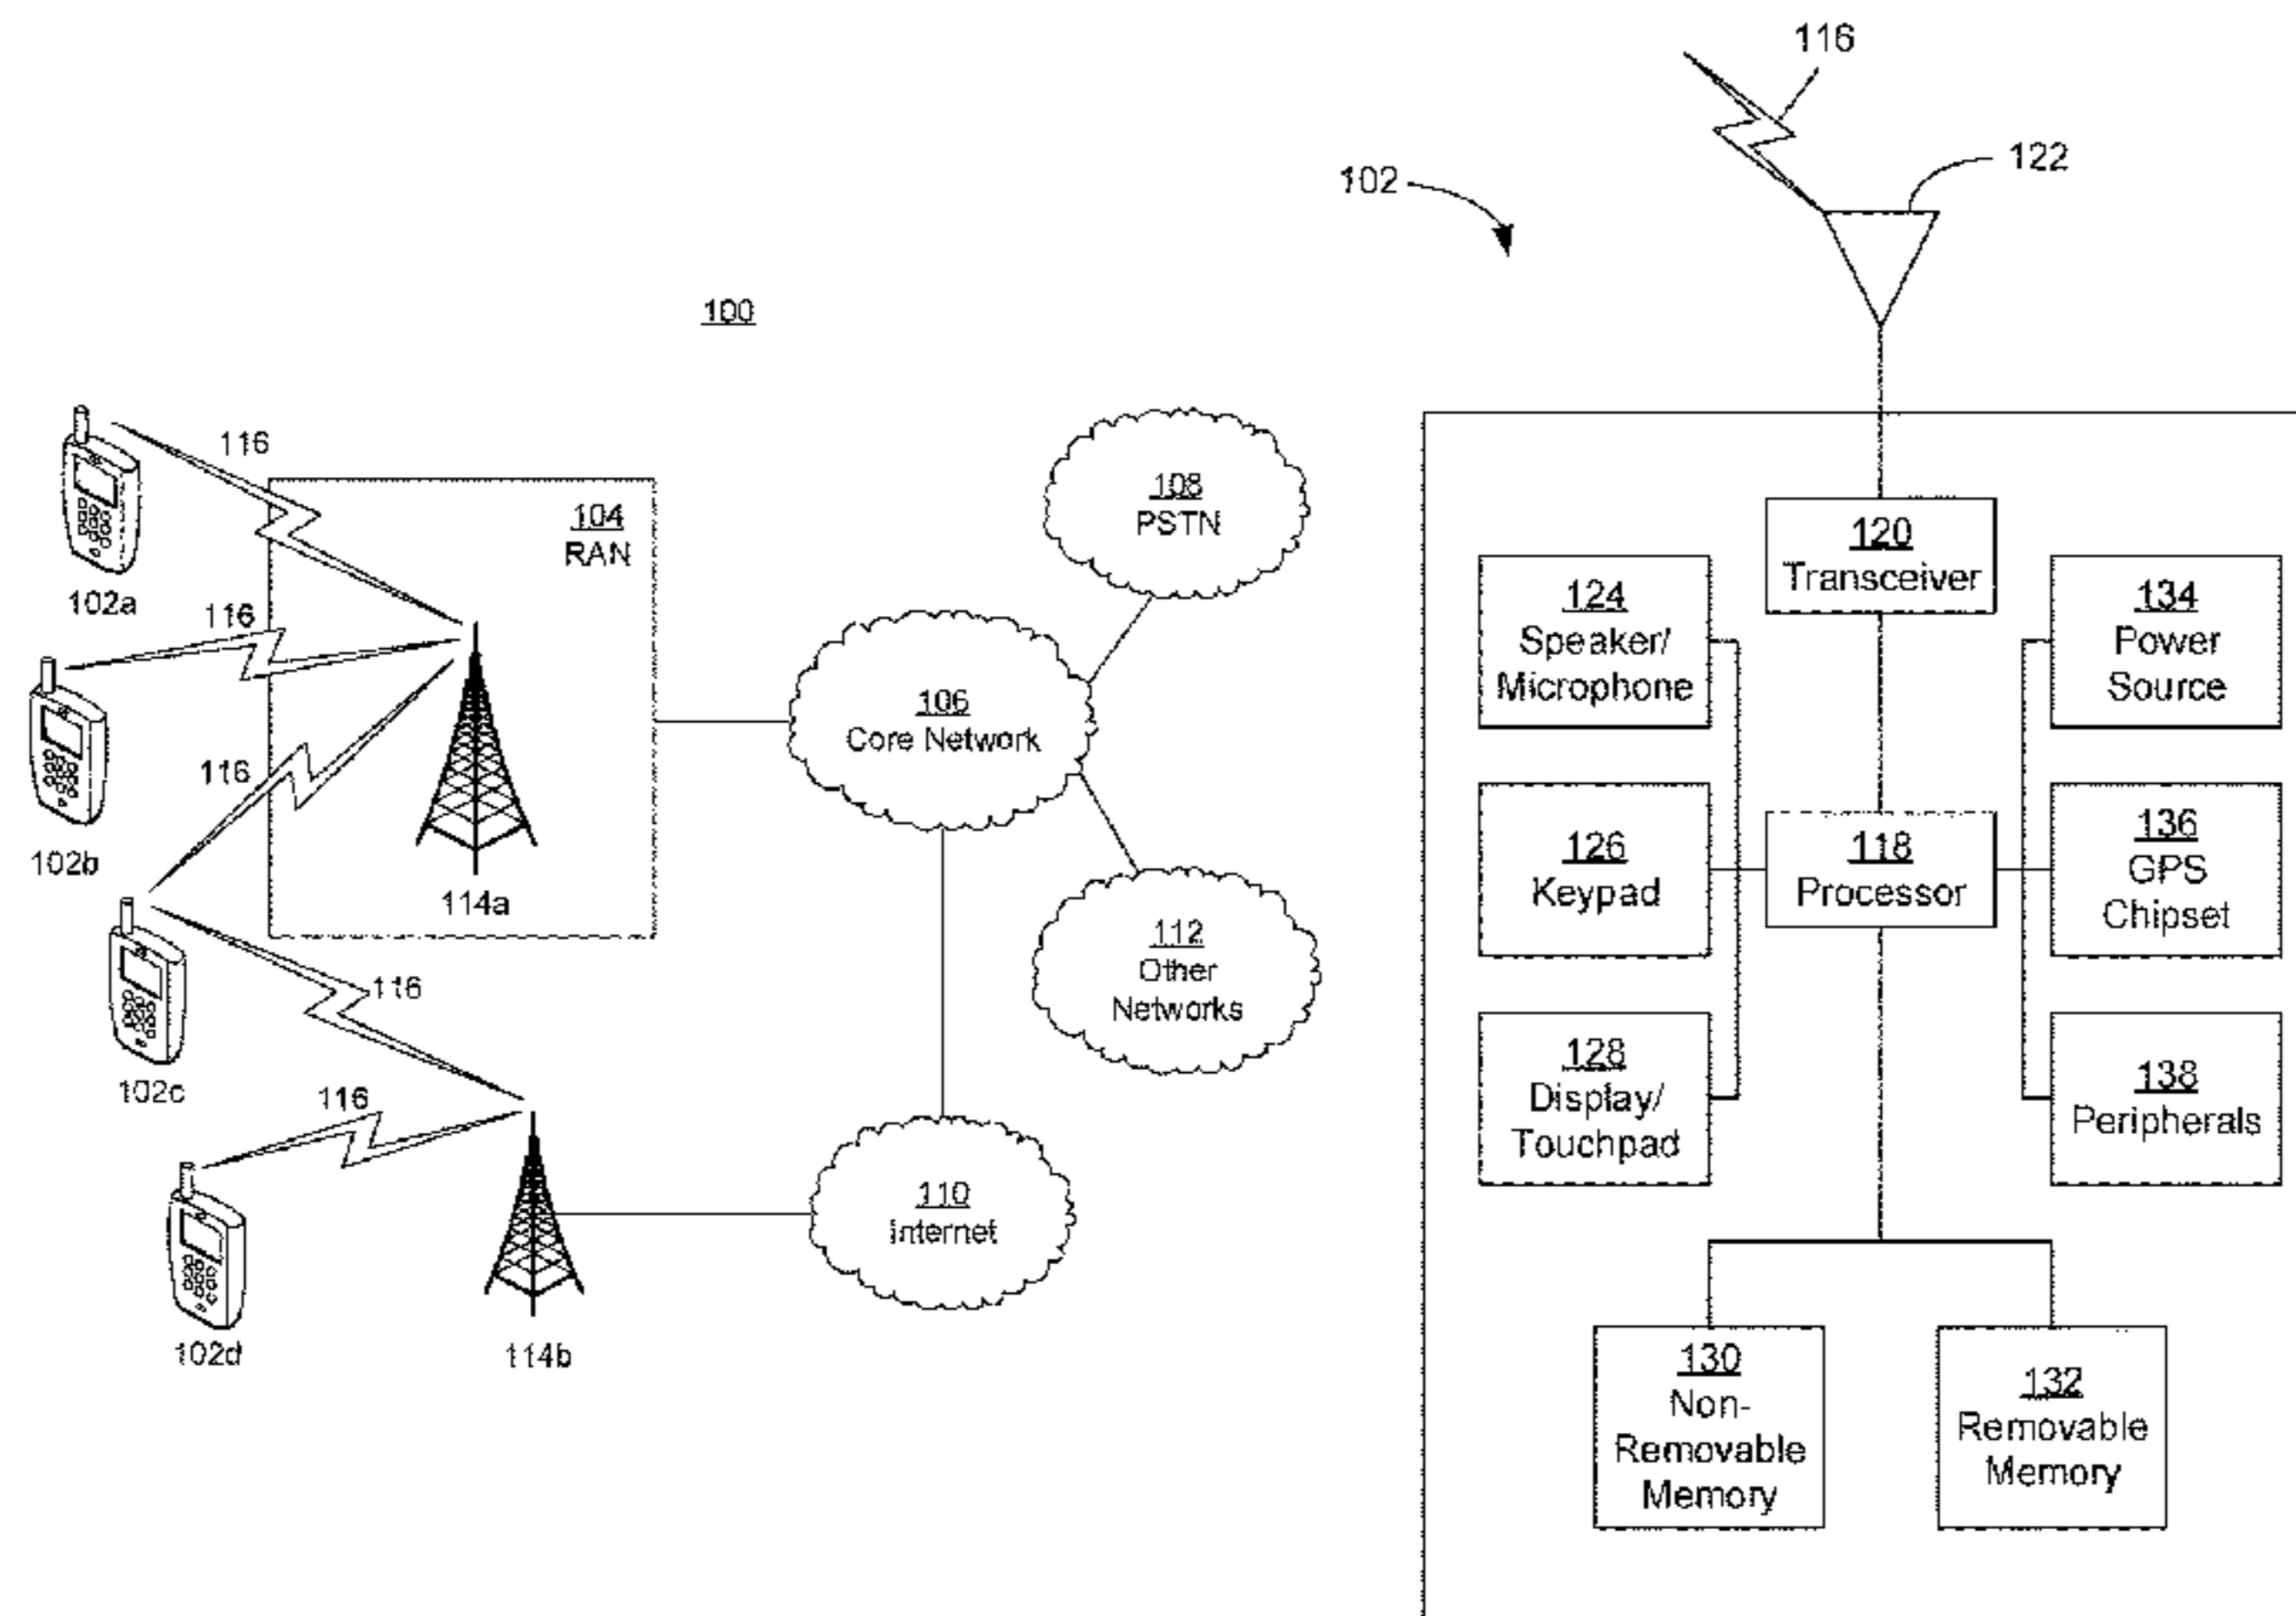 100
116
102a
116
102b
116
102c
116
102d
116
104
RAN
114a
114b
106
Core Network
108
PSTN
112
Other
Networks
110
Internet
102
116
122
120
Transceiver
124
Speaker/
Microphone
134
Power
Source
126
Keypad
118
Processor
136
GPS
Chipset
128
Display/
Touchpad
138
Peripherals
130
Non-
Removable
Memory
132
Removable
Memory